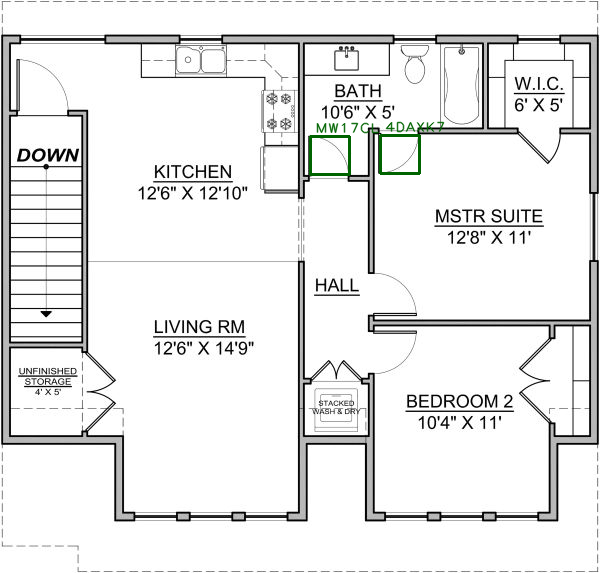 BATH
10'6" X 5'
W.I.C.
6' X 5'
MW17CL 4DAXK7
DOWN
KITCHEN
12'6" X 12'10"
MSTR SUITE
12'8" X 11'
HALL
LIVING RM
12'6" X 14'9"
UNFINISHED
STORAGE
4' X 5'
STACKED
WASH & DRY
BEDROOM 2
10'4" X 11'